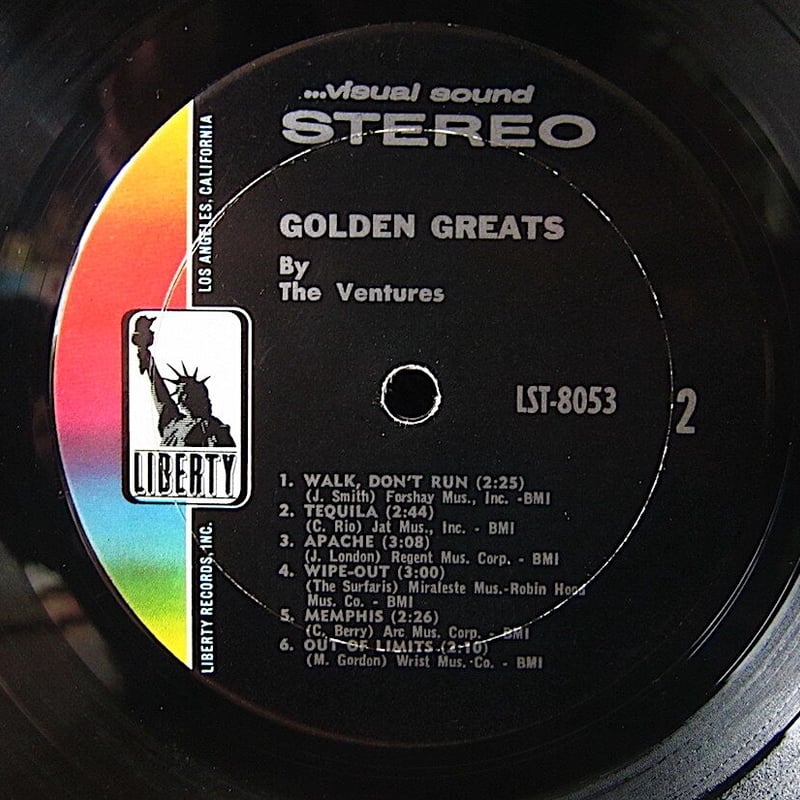 ...visual sound
STEREO
GOLDEN GREATS
By
The Ventures
LST-8053
2
LOS ANGELES, CALIFORNIA
LIBERTY
LIBERTY RECORDS, INC.
1. WALK, DON'T RUN (2:25)
(J. Smith) Forshay Mus., Inc. -BMI
2. TEQUILA (2:44)
(C. Rio) Jat Mus., Inc. - BMI
3. APACHE (3:08)
(J. London) Regent Mus. Corp. - BMI
4. WIPE-OUT (3:00)
(The Surfaris) Miraleste Mus.-Robin Hood
Mus. Co. - BMI
5. MEMPHIS (2:26)
(C. Berry) Arc Mus. Corp. - BMI
6. OUT OF LIMITS (2:10)
(M. Gordon) Wrist Mus. Co. - BMI